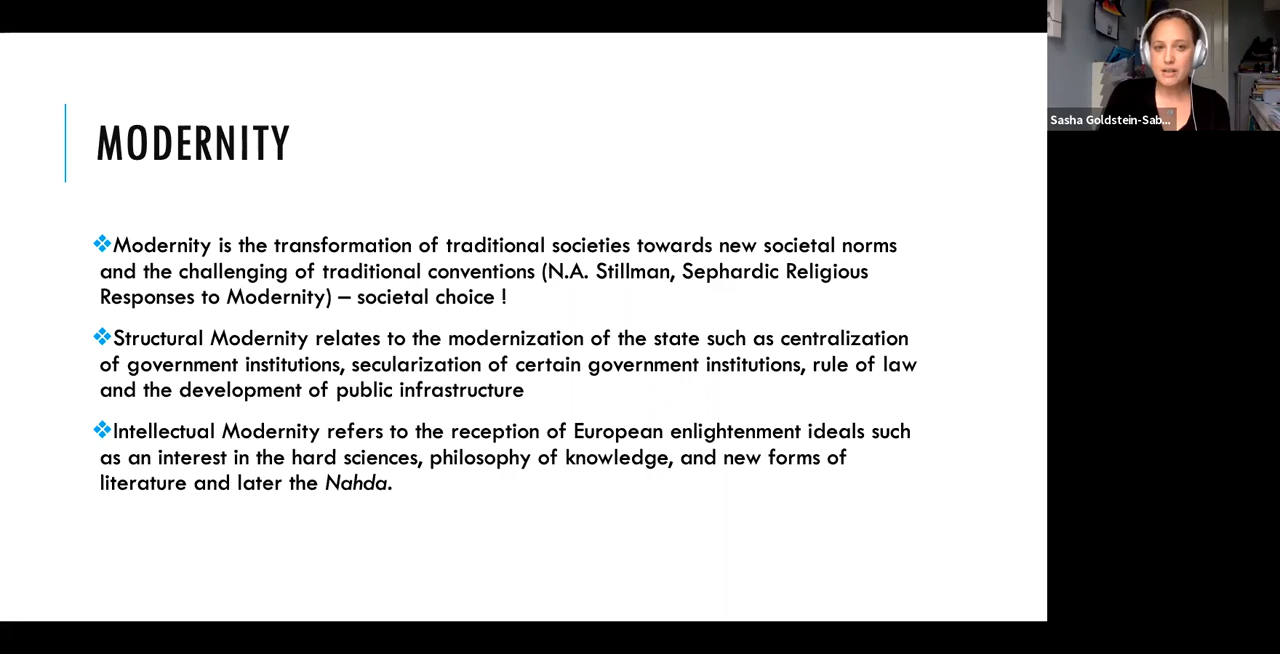 MODERNITY
❖Modernity is the transformation of traditional societies towards new societal norms
and the challenging of traditional conventions (N.A. Stillman, Sephardic Religious
Responses to Modernity) – societal choice !
❖Structural Modernity relates to the modernization of the state such as centralization
of government institutions, secularization of certain government institutions, rule of law
and the development of public infrastructure
❖Intellectual Modernity refers to the reception of European enlightenment ideals such
as an interest in the hard sciences, philosophy of knowledge, and new forms of
literature and later the Nahda.
Sasha Goldstein-Sab...